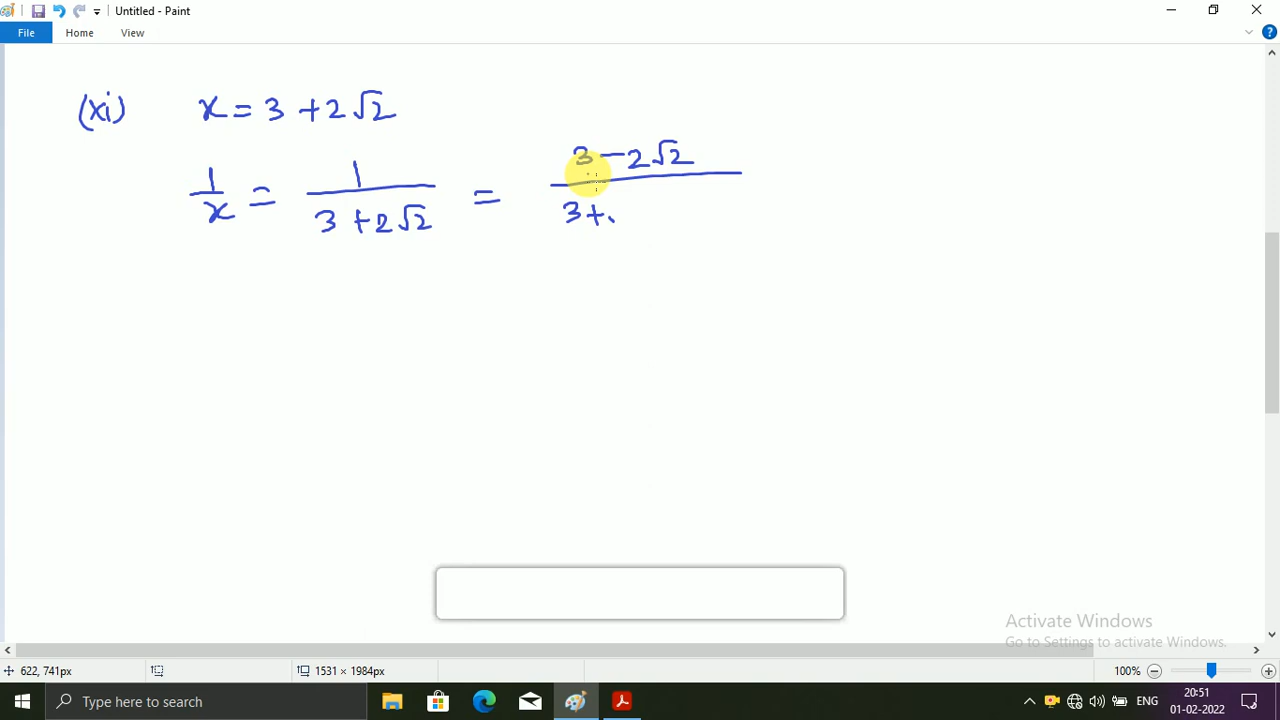 Untitled - Paint
File Home View
(xi) x = 3 + 2√2
1/x = 1/(3 + 2√2) = (3 - 2√2)/(3 +
Activate Windows
Go to Settings to activate Windows.
622, 741px 1531 × 1984px 100%
Type here to search ENG 20:51
01-02-2022